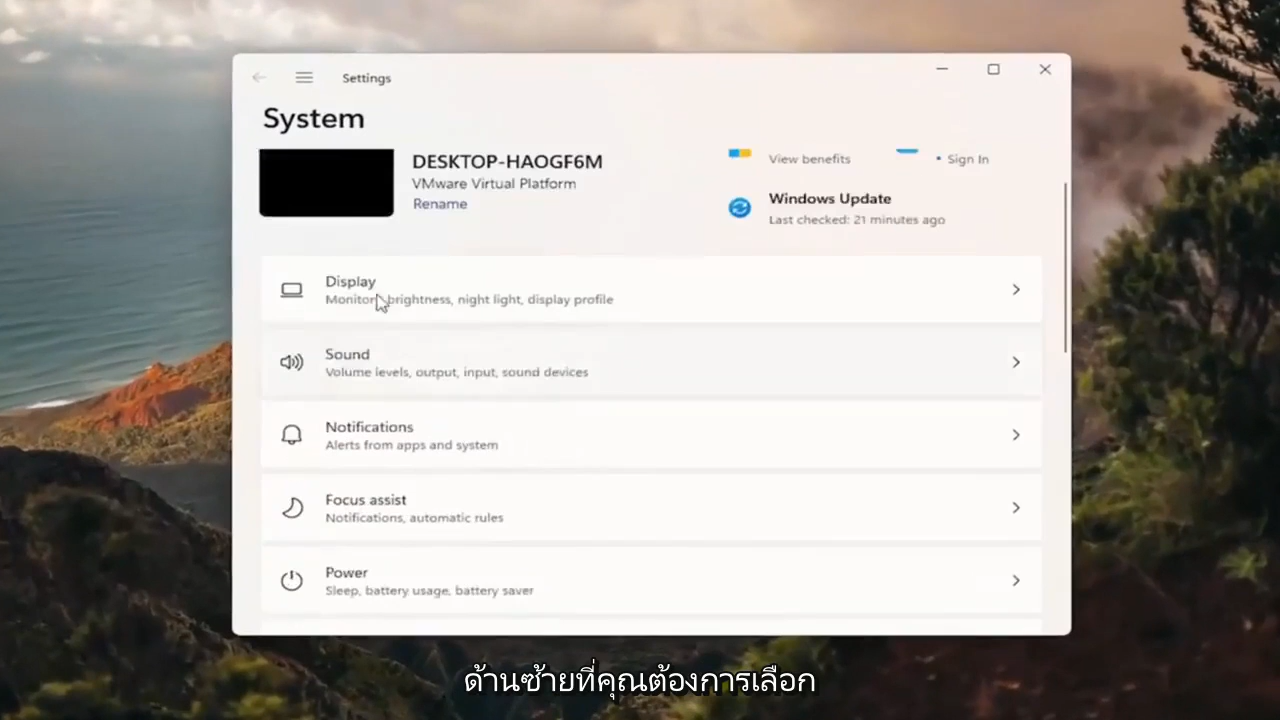 Settings
System
DESKTOP-HAOGF6M
VMware Virtual Platform
Rename
View benefits
• Sign In
Windows Update
Last checked: 21 minutes ago
Display
Monitor brightness, night light, display profile
Sound
Volume levels, output, input, sound devices
Notifications
Alerts from apps and system
Focus assist
Notifications, automatic rules
Power
Sleep, battery usage, battery saver
ด้านซ้ายที่คุณต้องการเลือก